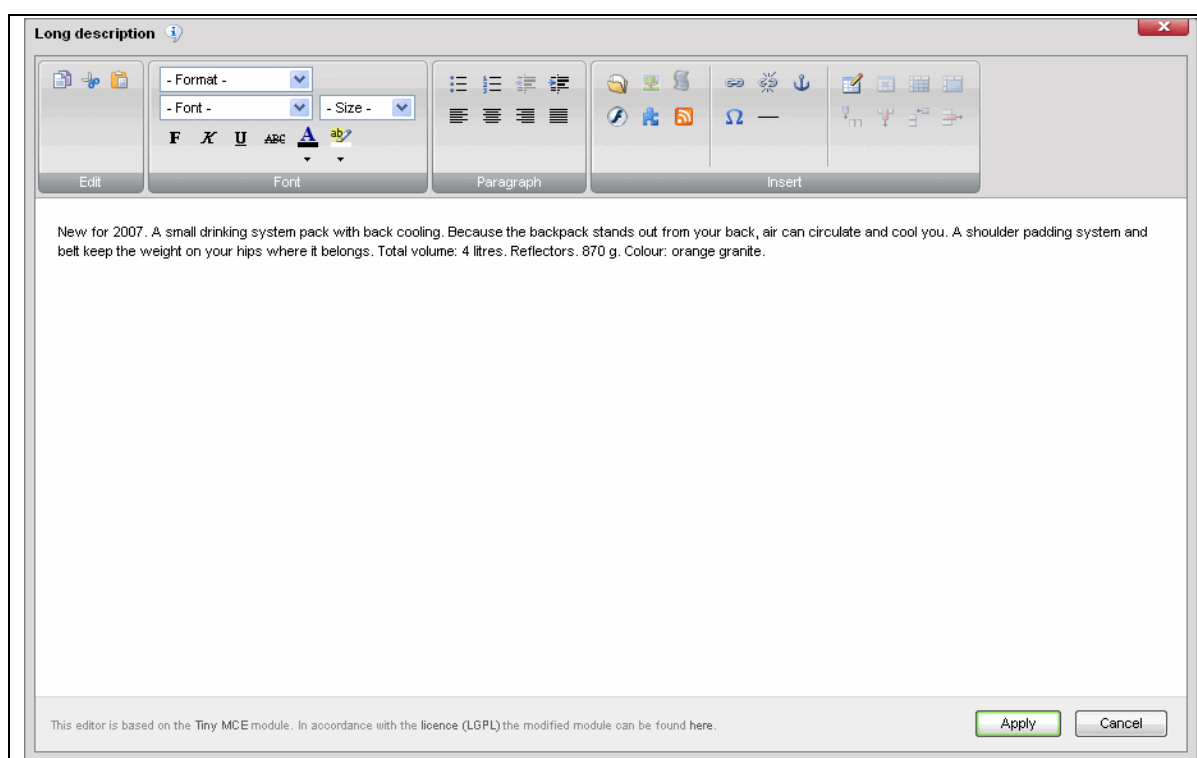 Long description
- Format -
- Font -
- Size -
F K U ABC A ab
Edit
Font
Paragraph
Insert
New for 2007. A small drinking system pack with back cooling. Because the backpack stands out from your back, air can circulate and cool you. A shoulder padding system and
belt keep the weight on your hips where it belongs. Total volume: 4 litres. Reflectors. 870 g. Colour: orange granite.
This editor is based on the Tiny MCE module. In accordance with the licence (LGPL) the modified module can be found here.
Apply
Cancel